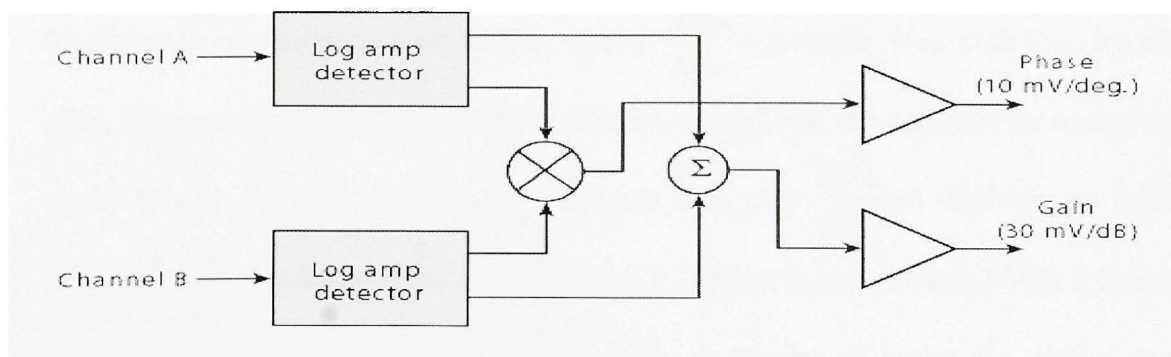 Channel A
Log amp
detector
Phase
(10 mV/deg.)
Σ
Gain
(30 mV/dB)
Channel B
Log amp
detector